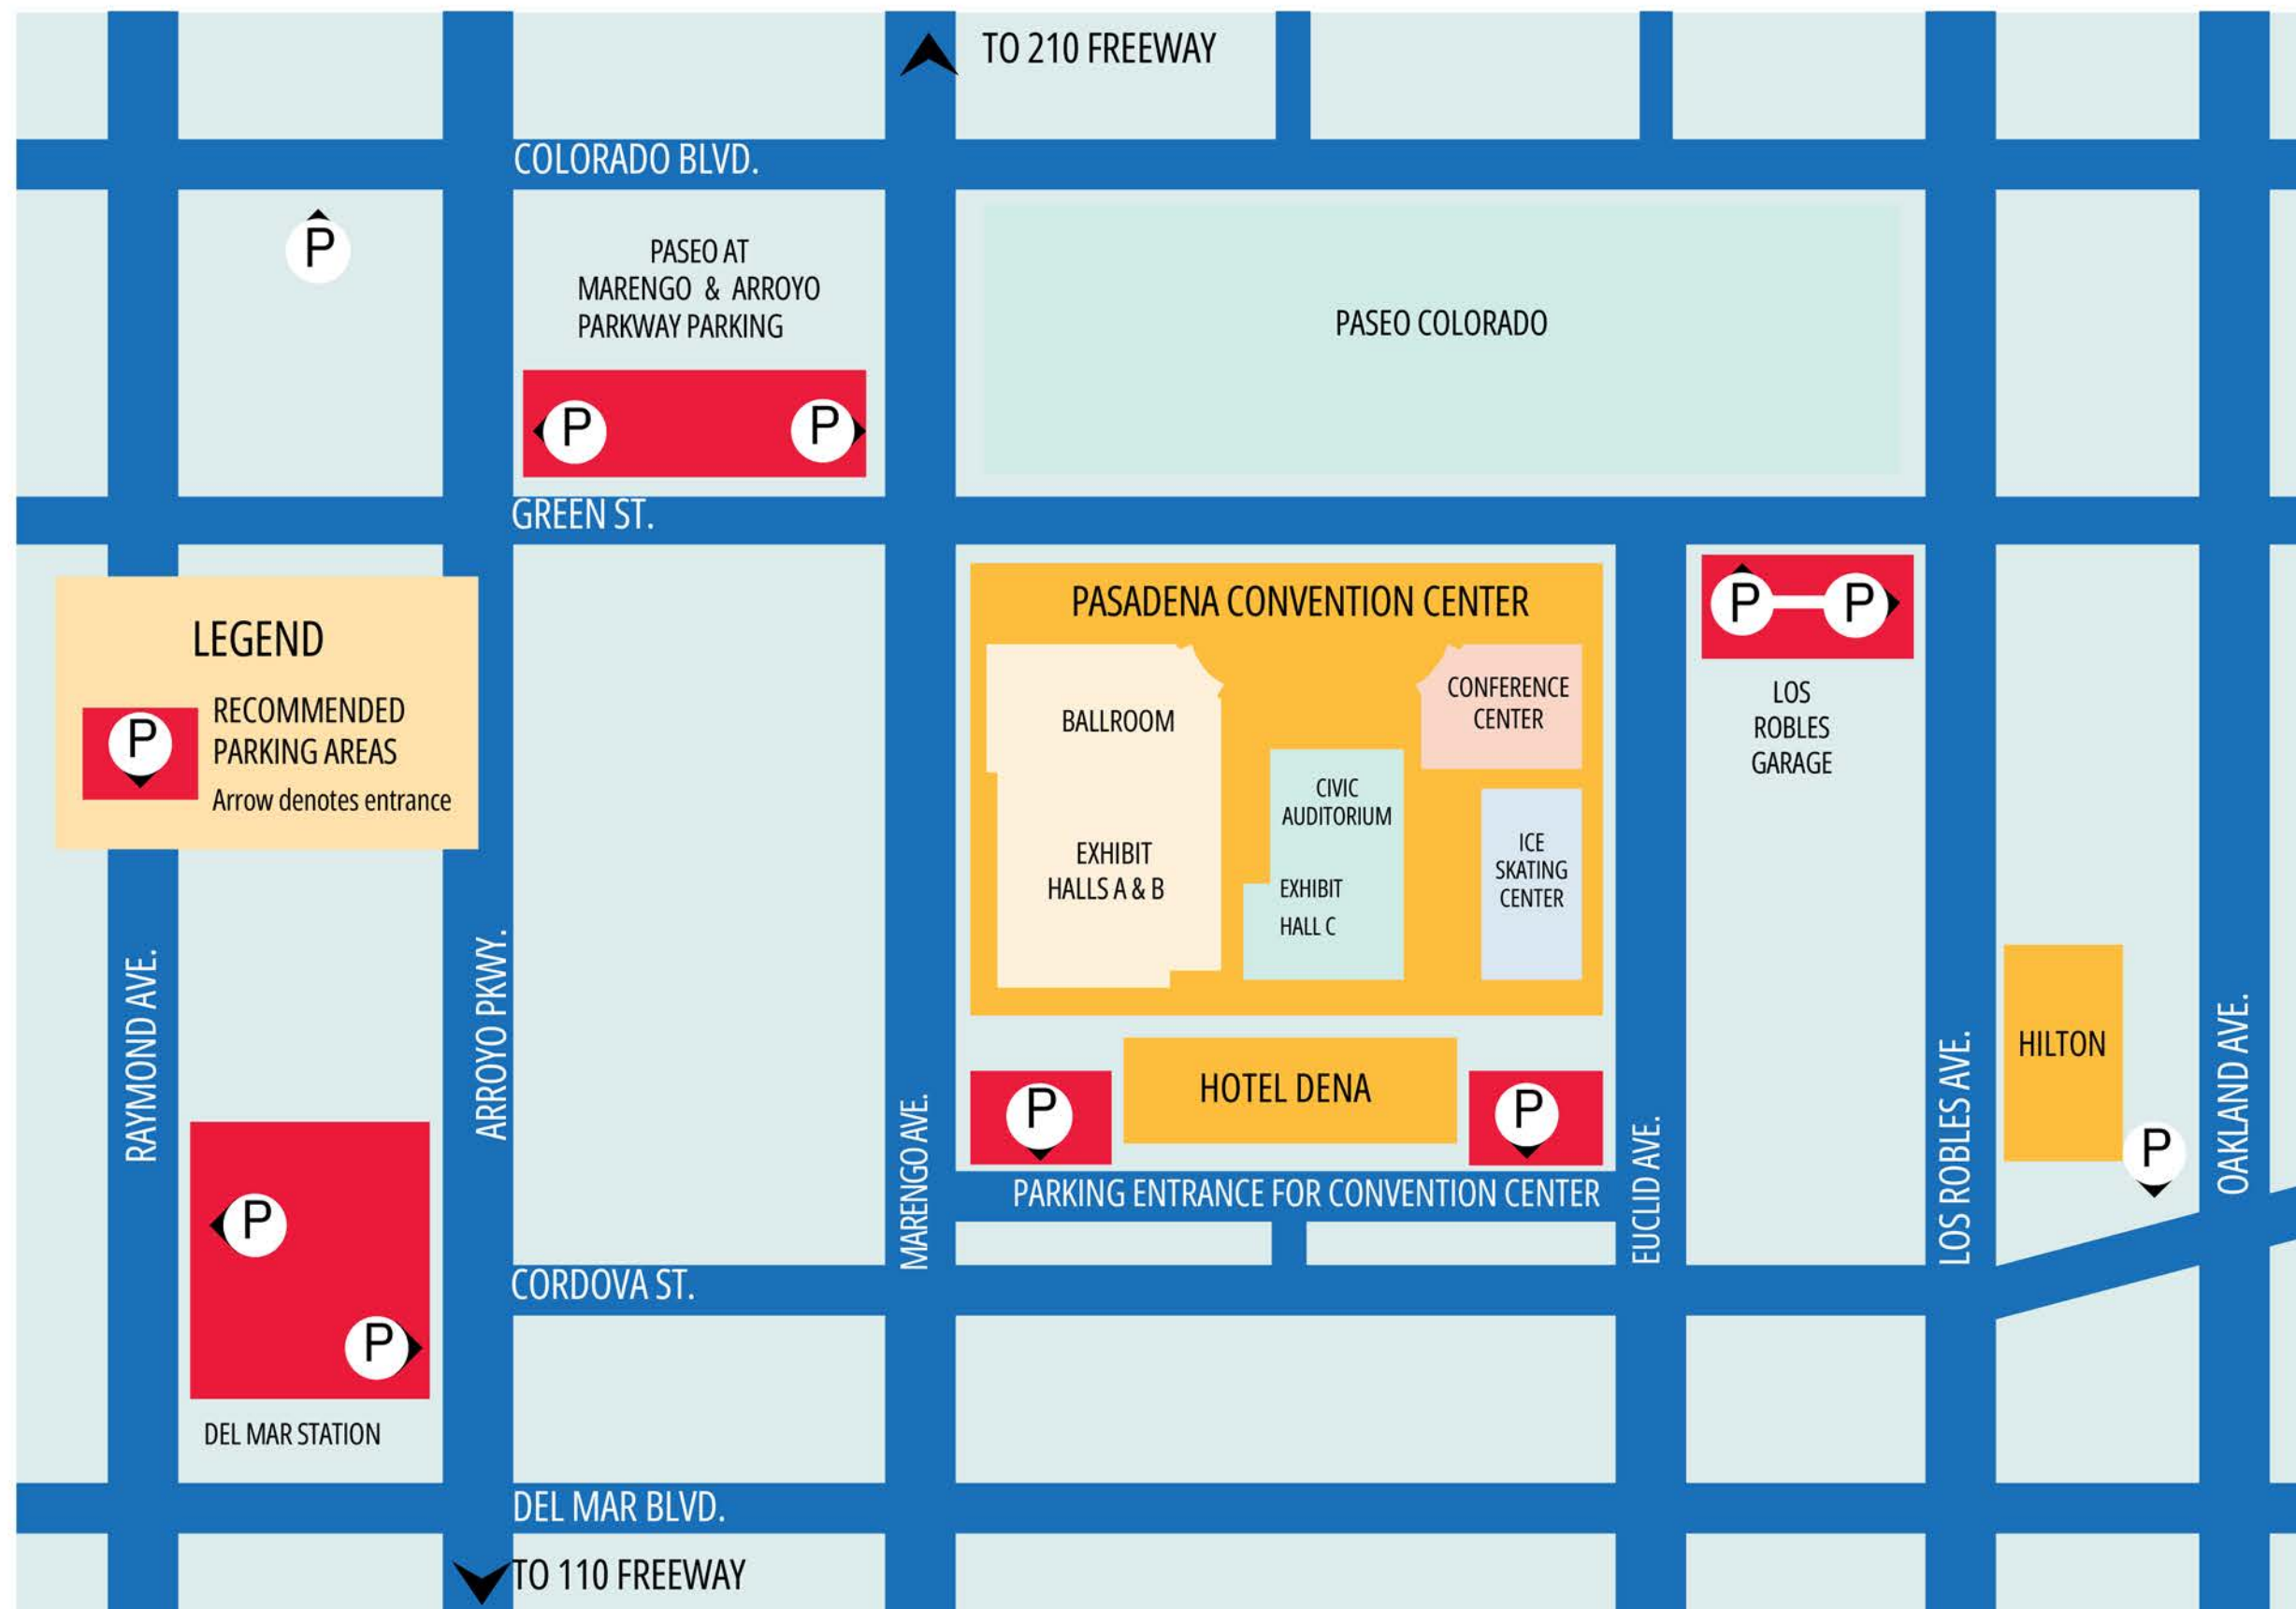 TO 210 FREEWAY
COLORADO BLVD.
P
PASEO AT
MARENGO & ARROYO
PARKWAY PARKING
P P
PASEO COLORADO
GREEN ST.
LEGEND
P
RECOMMENDED
PARKING AREAS
Arrow denotes entrance
PASADENA CONVENTION CENTER
BALLROOM
EXHIBIT
HALLS A & B
CIVIC
AUDITORIUM
EXHIBIT
HALL C
CONFERENCE
CENTER
ICE
SKATING
CENTER
P P
LOS
ROBLES
GARAGE
RAYMOND AVE.
ARROYO PKWY.
MARENGO AVE.
P
HOTEL DENA
P
PARKING ENTRANCE FOR CONVENTION CENTER
EUCLID AVE.
LOS ROBLES AVE.
HILTON
P
OAKLAND AVE.
P
P
DEL MAR STATION
CORDOVA ST.
DEL MAR BLVD.
TO 110 FREEWAY